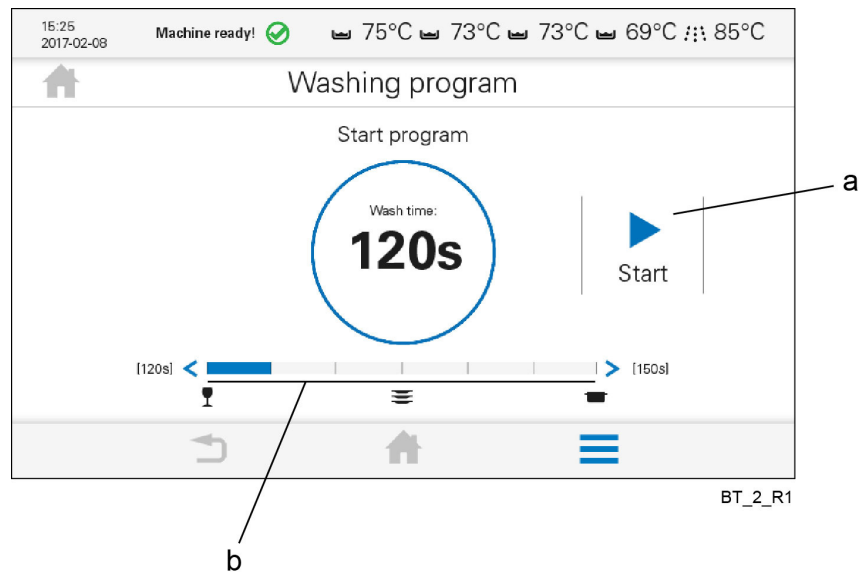 15:25
2017-02-08
Machine ready!
75°C 73°C 73°C 69°C 85°C
Washing program
Start program
Wash time:
120s
a
Start
[120s] [150s]
BT_2_R1
b